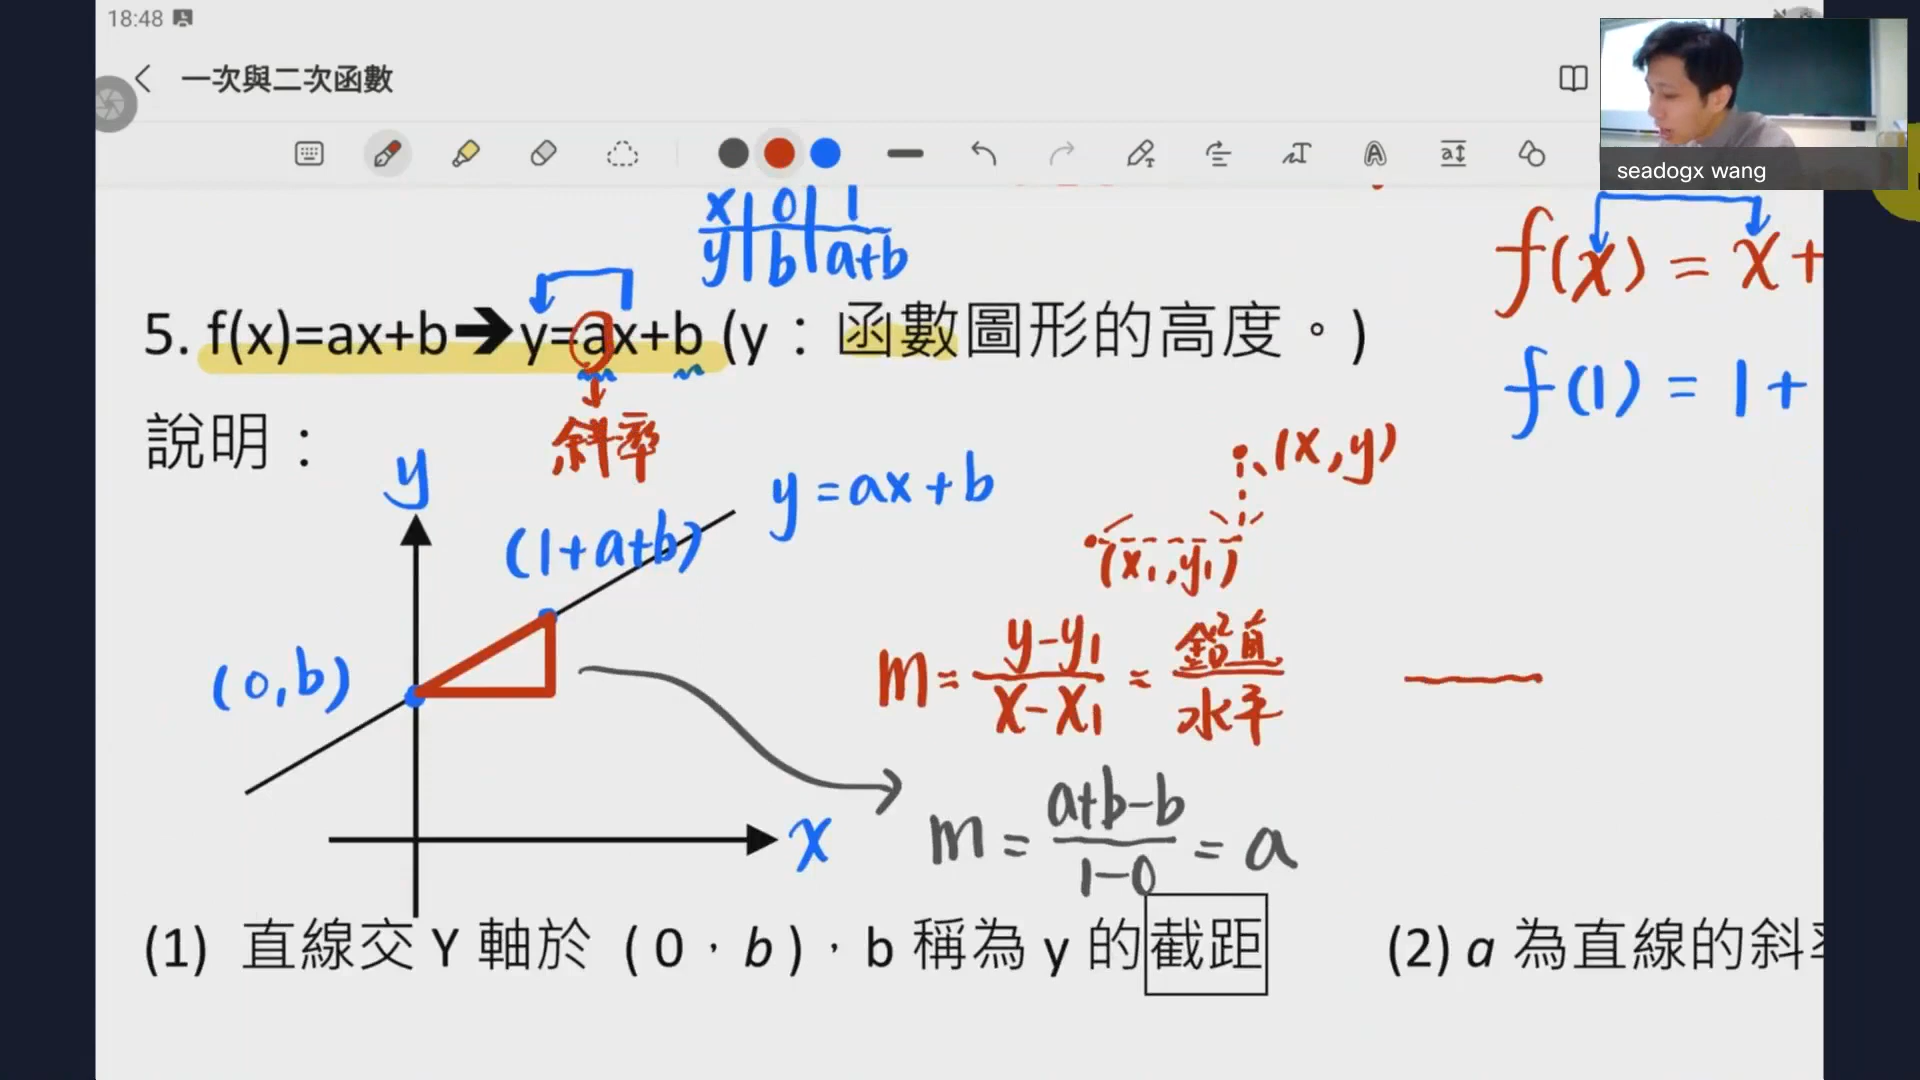 18:48
一次與二次函數
seadogx wang
x 0 1
y b a+b
f(x) = x+
5. f(x)=ax+b➔y=ax+b (y：函數圖形的高度。)
f(1) = 1+
說明：
斜率
y
y=ax+b
(x,y)
(1+a+b)
(x₁,y₁)
(0,b)
m = y-y₁ / x-x₁ = 鉛直 / 水平
x
m = a+b-b / 1-0 = a
(1) 直線交 Y 軸於（0，b），b 稱為 y 的截距
(2) a 為直線的斜